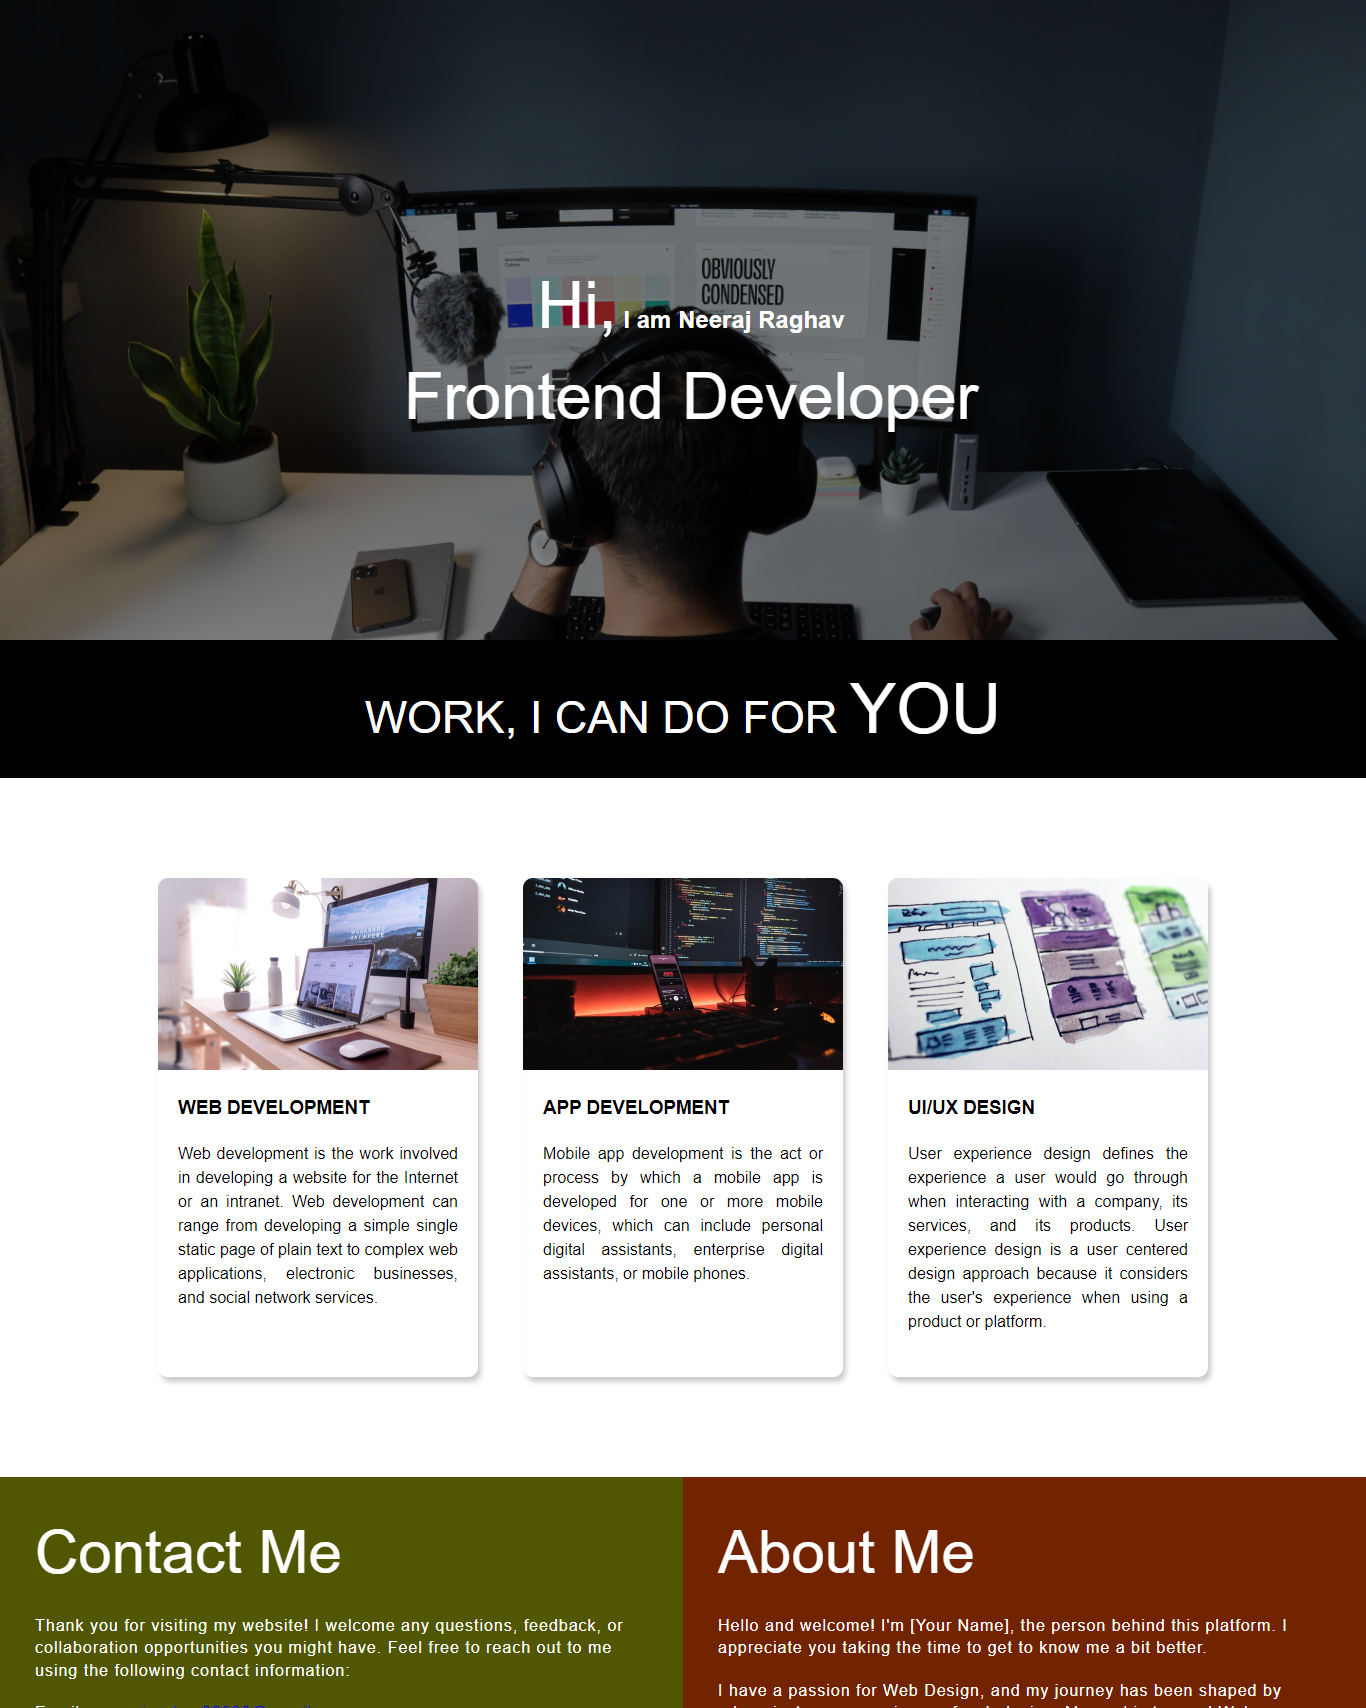 OBVIOUSLY
CONDENSED
Hi, I am Neeraj Raghav
Frontend Developer
WORK, I CAN DO FOR YOU
WEB DEVELOPMENT
Web development is the work involved
in developing a website for the Internet
or an intranet. Web development can
range from developing a simple single
static page of plain text to complex web
applications, electronic businesses,
and social network services.
APP DEVELOPMENT
Mobile app development is the act or
process by which a mobile app is
developed for one or more mobile
devices, which can include personal
digital assistants, enterprise digital
assistants, or mobile phones.
UI/UX DESIGN
User experience design defines the
experience a user would go through
when interacting with a company, its
services, and its products. User
experience design is a user centered
design approach because it considers
the user's experience when using a
product or platform.
Contact Me
Thank you for visiting my website! I welcome any questions, feedback, or
collaboration opportunities you might have. Feel free to reach out to me
using the following contact information:
About Me
Hello and welcome! I'm [Your Name], the person behind this platform. I
appreciate you taking the time to get to know me a bit better.
I have a passion for Web Design, and my journey has been shaped by